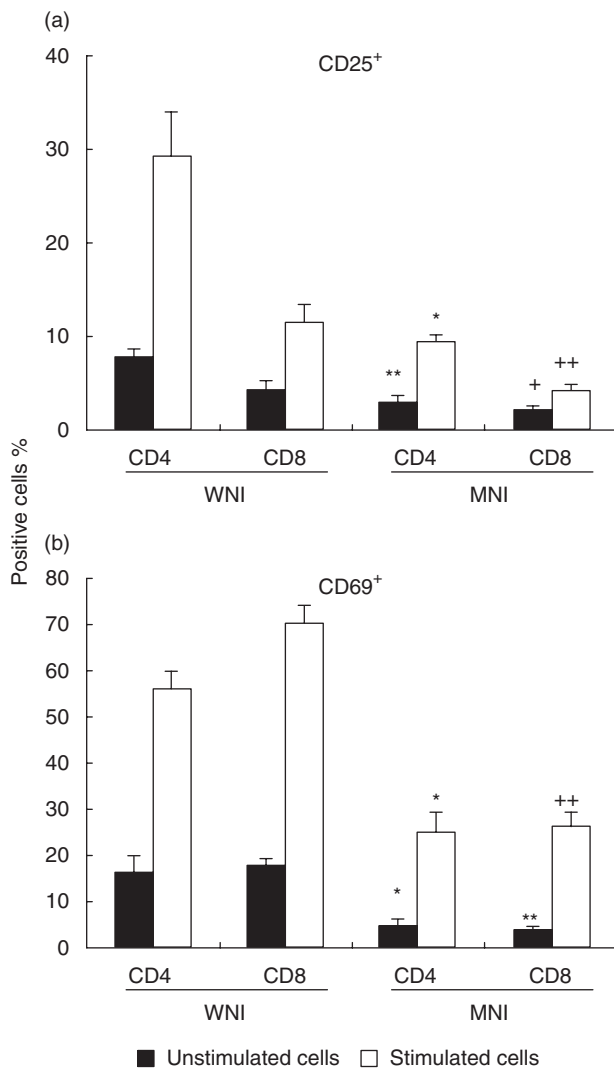 (a)
CD25+
40
30
20
10
0
* ** + ++
CD4 CD8 CD4 CD8
WNI MNI
Positive cells %
(b)
CD69+
80
70
60
50
40
30
20
10
0
* ++ * **
CD4 CD8 CD4 CD8
WNI MNI
Unstimulated cells Stimulated cells